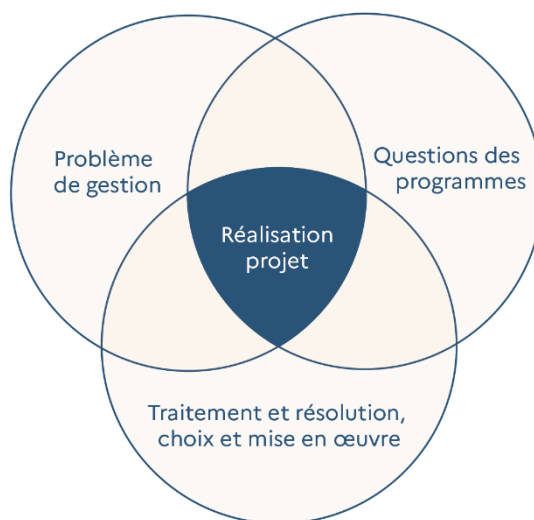 Problème
de gestion
Questions des
programmes
Réalisation
projet
Traitement et résolution,
choix et mise en œuvre